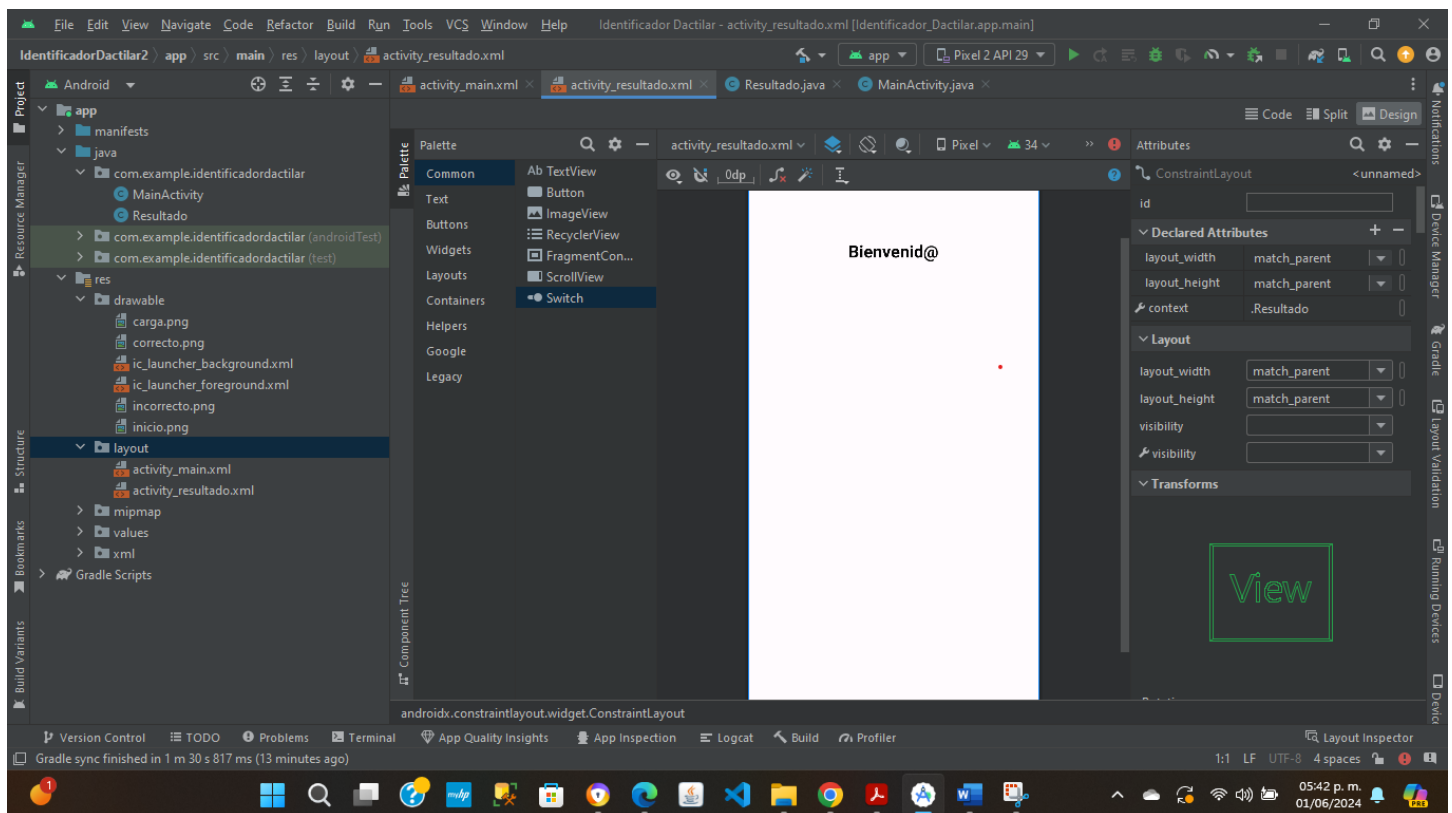 File Edit View Navigate Code Refactor Build Run Tools VCS Window Help Identificador Dactilar - activity_resultado.xml [Identificador_Dactilar.app.main]
IdentificadorDactilar2 app src main res layout activity_resultado.xml app Pixel 2 API 29
Android activity_main.xml activity_resultado.xml Resultado.java MainActivity.java
Code Split Design
Project
Resource Manager
Structure
Bookmarks
Build Variants
app
manifests
java
com.example.identificadordactilar
MainActivity
Resultado
com.example.identificadordactilar (androidTest)
com.example.identificadordactilar (test)
res
drawable
carga.png
correcto.png
ic_launcher_background.xml
ic_launcher_foreground.xml
incorrecto.png
inicio.png
layout
activity_main.xml
activity_resultado.xml
mipmap
values
xml
Gradle Scripts
Palette
Component Tree
Palette
Common
Text
Buttons
Widgets
Layouts
Containers
Helpers
Google
Legacy
Ab TextView
Button
ImageView
RecyclerView
FragmentCon...
ScrollView
Switch
activity_resultado.xml Pixel 34
0dp
Bienvenid@
Attributes
ConstraintLayout <unnamed>
id
Declared Attributes
layout_width match_parent
layout_height match_parent
context .Resultado
Layout
layout_width match_parent
layout_height match_parent
visibility
visibility
Transforms
View
Notifications
Device Manager
Gradle
Layout Validation
Running Devices
androidx.constraintlayout.widget.ConstraintLayout
Version Control TODO Problems Terminal App Quality Insights App Inspection Logcat Build Profiler Layout Inspector
Gradle sync finished in 1 m 30 s 817 ms (13 minutes ago) 1:1 LF UTF-8 4 spaces
1 myhp 05:42 p. m.
01/06/2024
PRE